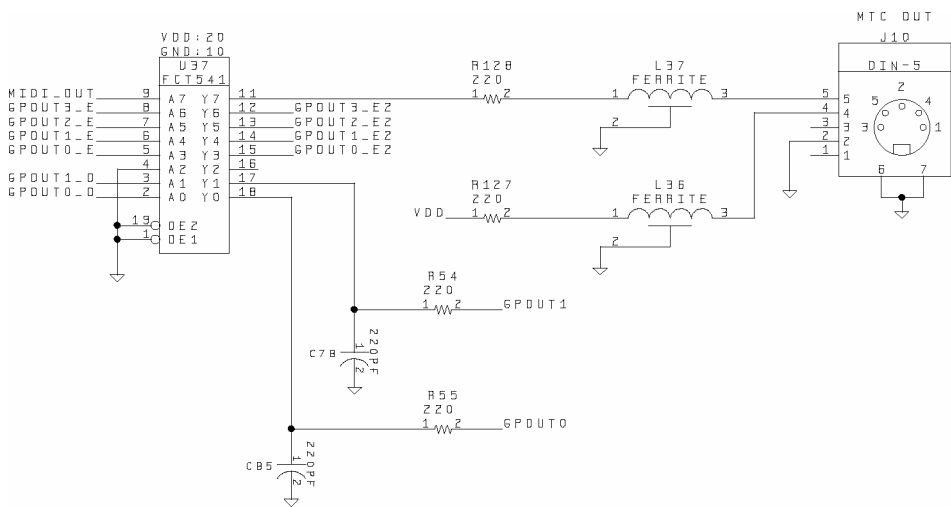 MTC OUT
J10
DIN-5
VDD:20
GND:10
U37
FCT541
R128
220
L37
FERRITE
MIDI_OUT 9 A7 Y7 11
1 2
1 3
2
5 5
GPOUT3_E 8 A6 Y6 12 GPOUT3_E2
4 4
GPOUT2_E 7 A5 Y5 13 GPOUT2_E2
3 3
GPOUT1_E 6 A4 Y4 14 GPOUT1_E2
2 2
GPOUT0_E 5 A3 Y3 15 GPOUT0_E2
1 1
2
5 4
3 1
6 7
4 A2 Y2 16
GPOUT1_D 3 A1 Y1 17
GPOUT0_D 2 A0 Y0 18
19 OE2
1 OE1
R127
220
VDD 1 2
L36
FERRITE
1 3
2
R54
220
1 2 GPOUT1
C78 1 2 220PF
R55
220
1 2 GPOUT0
C85 1 2 220PF